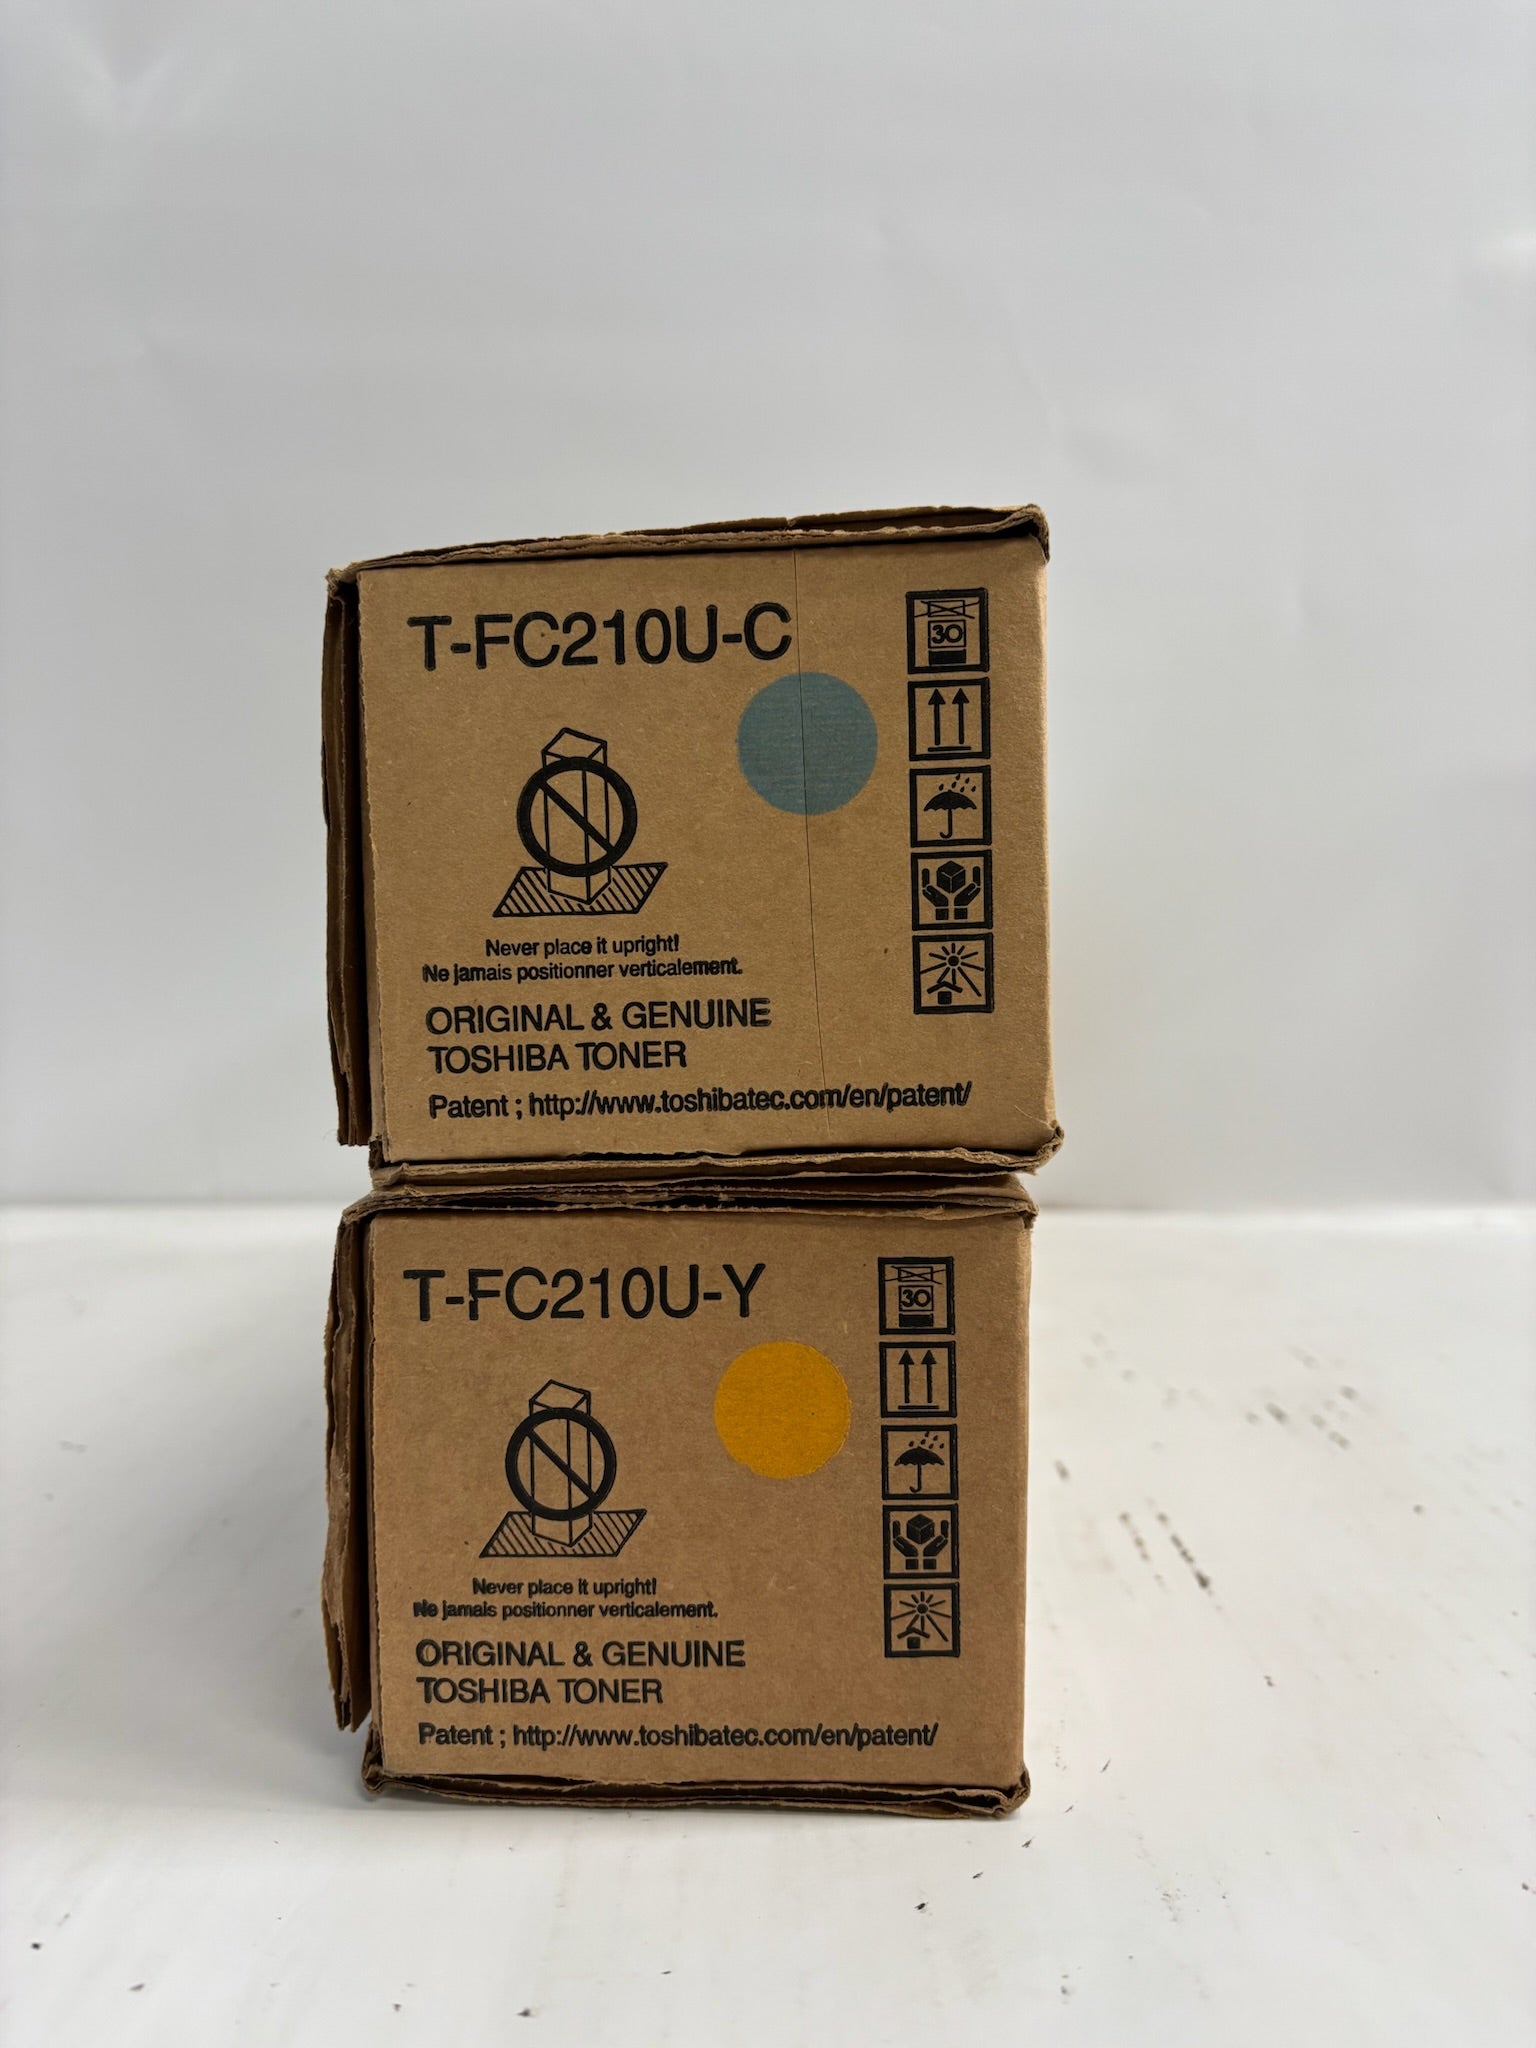 T-FC210U-C
30
Never place it upright!
Ne jamais positionner verticalement.
ORIGINAL & GENUINE
TOSHIBA TONER
Patent ; http://www.toshibatec.com/en/patent/
T-FC210U-Y
30
Never place it upright!
Ne jamais positionner verticalement.
ORIGINAL & GENUINE
TOSHIBA TONER
Patent ; http://www.toshibatec.com/en/patent/